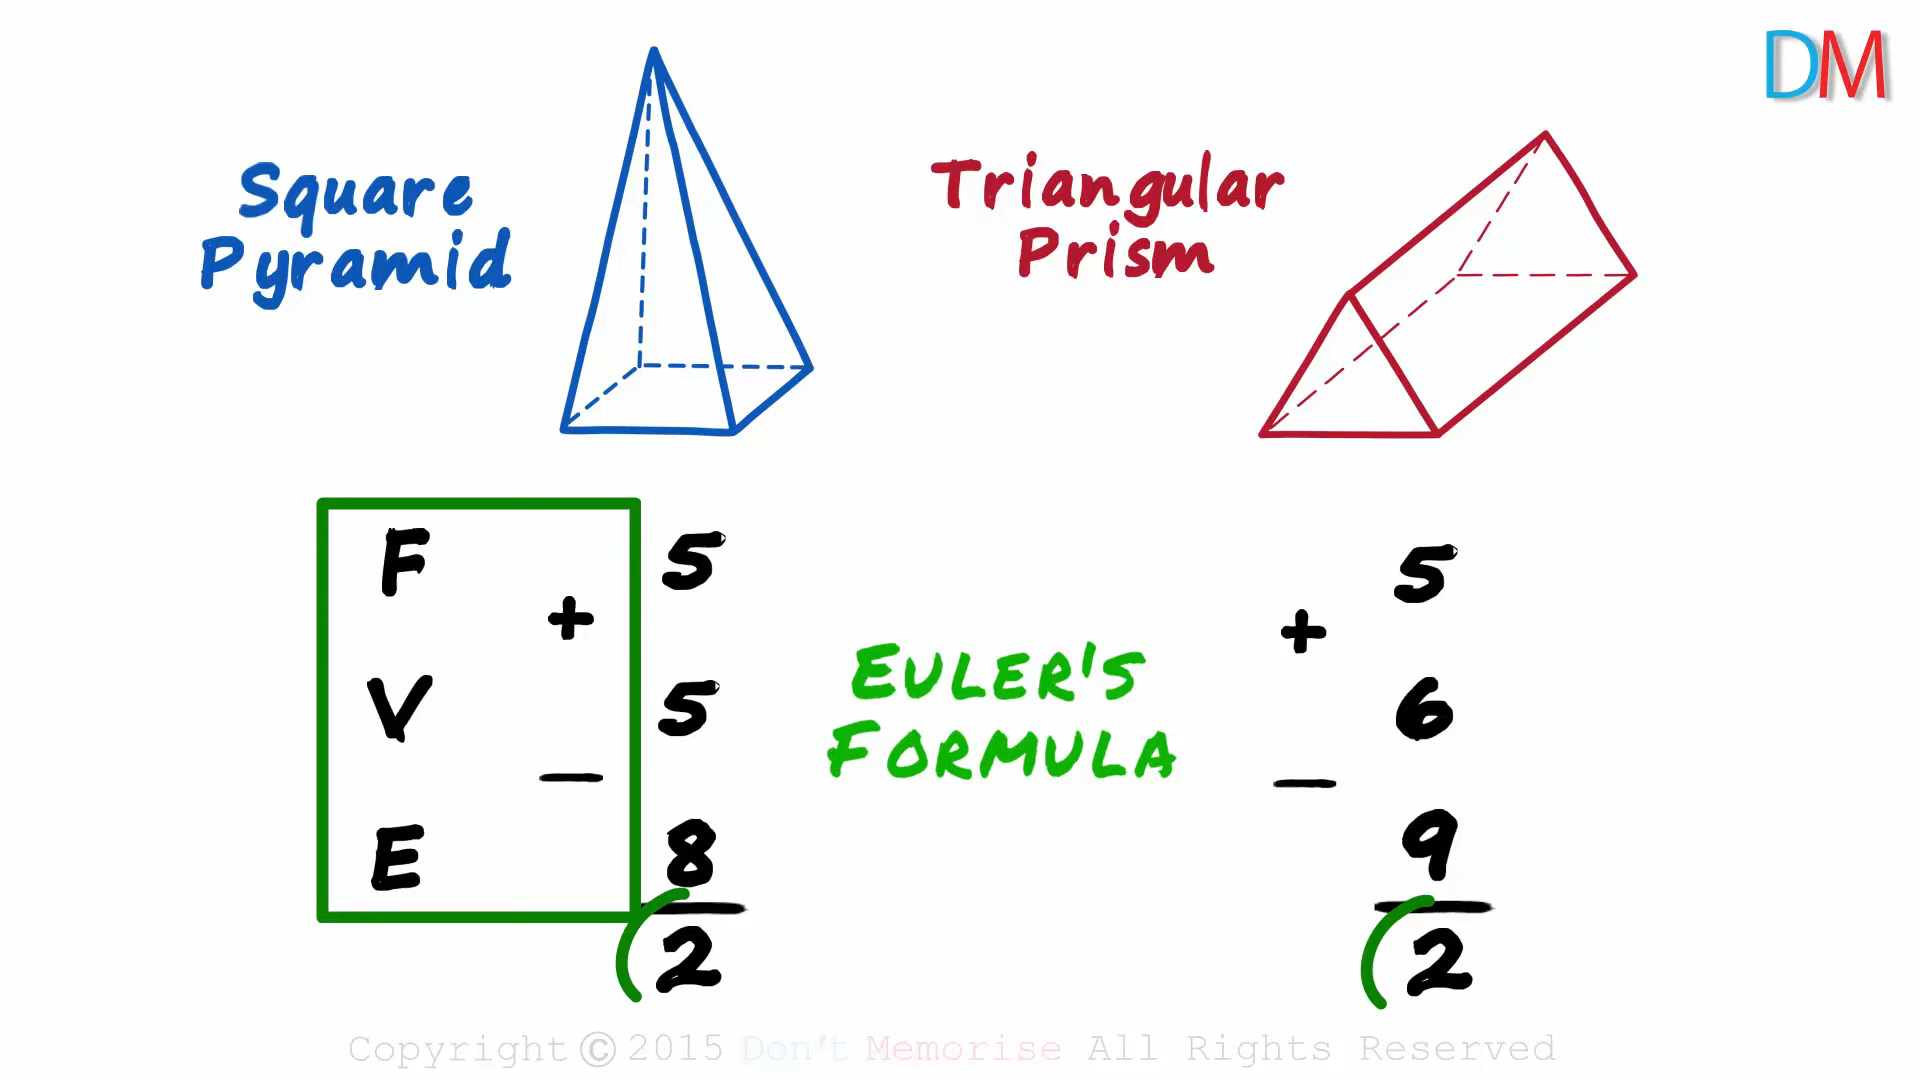 DM
Square
Pyramid
Triangular
Prism
F 5 5
+ +
V 5 6
EULER'S
FORMULA
— —
E 8 9
2 2
Copyright © 2015 Don't Memorise All Rights Reserved